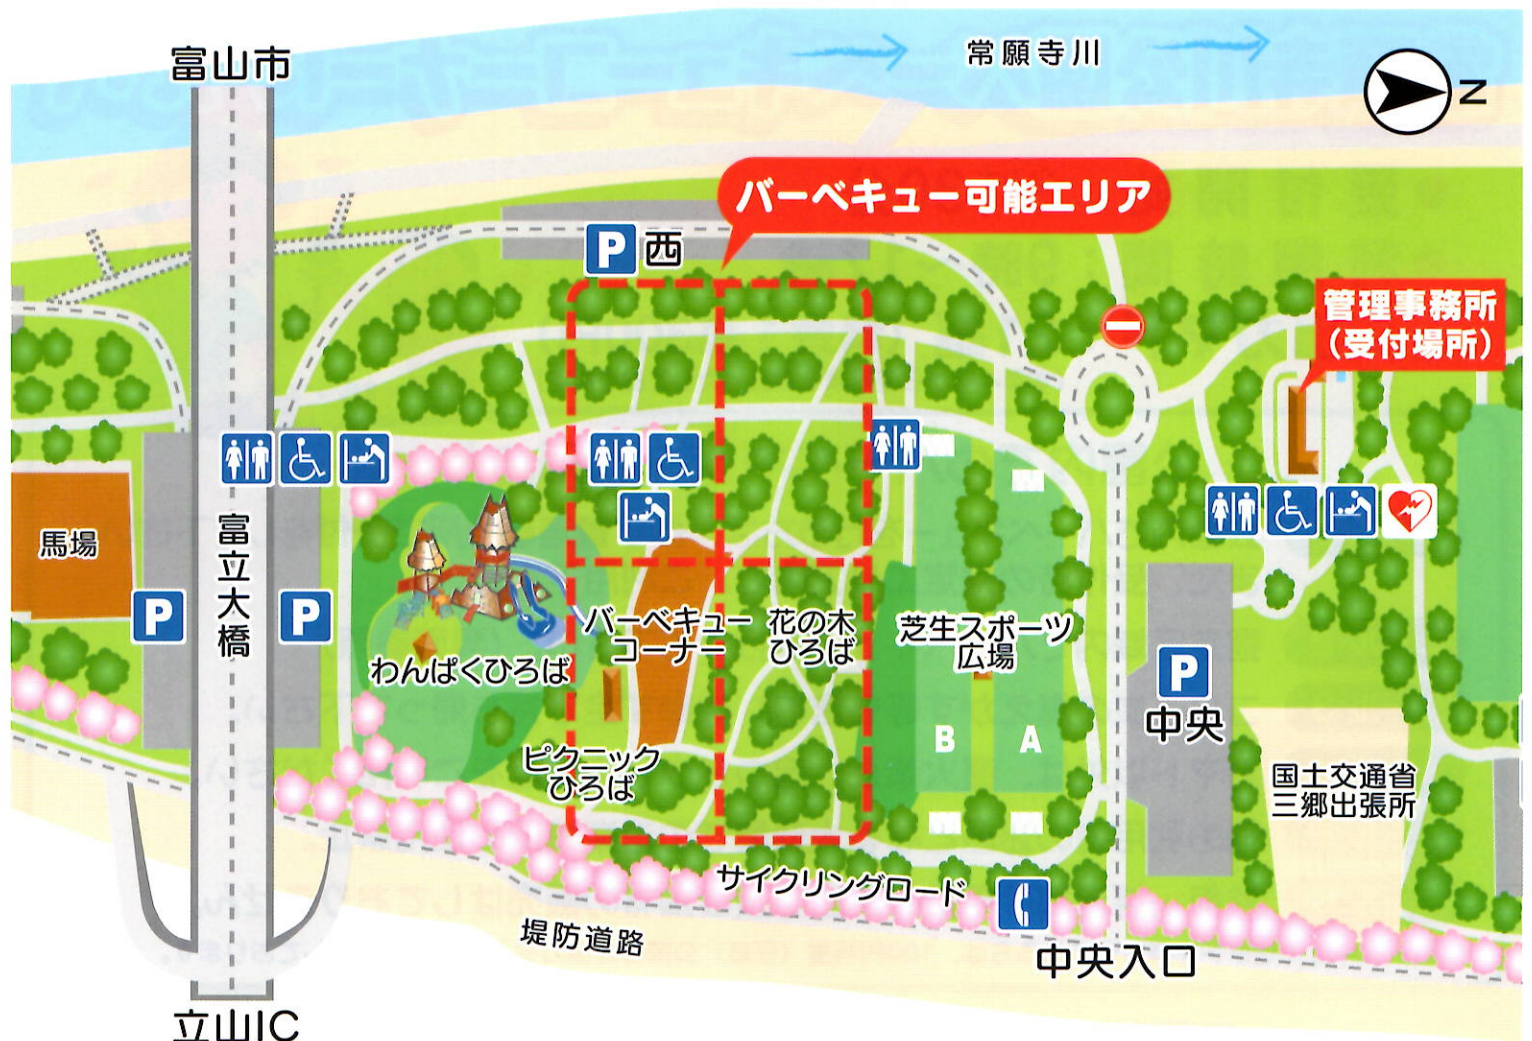 富山市
常願寺川
N
バーベキュー可能エリア
P 西
管理事務所
（受付場所）
馬場
富立大橋
P
P
わんぱくひろば
バーベキュー
コーナー
花の木
ひろば
芝生スポーツ
広場
B A
P
中央
ピクニック
ひろば
国土交通省
三郷出張所
サイクリングロード
堤防道路
中央入口
立山IC